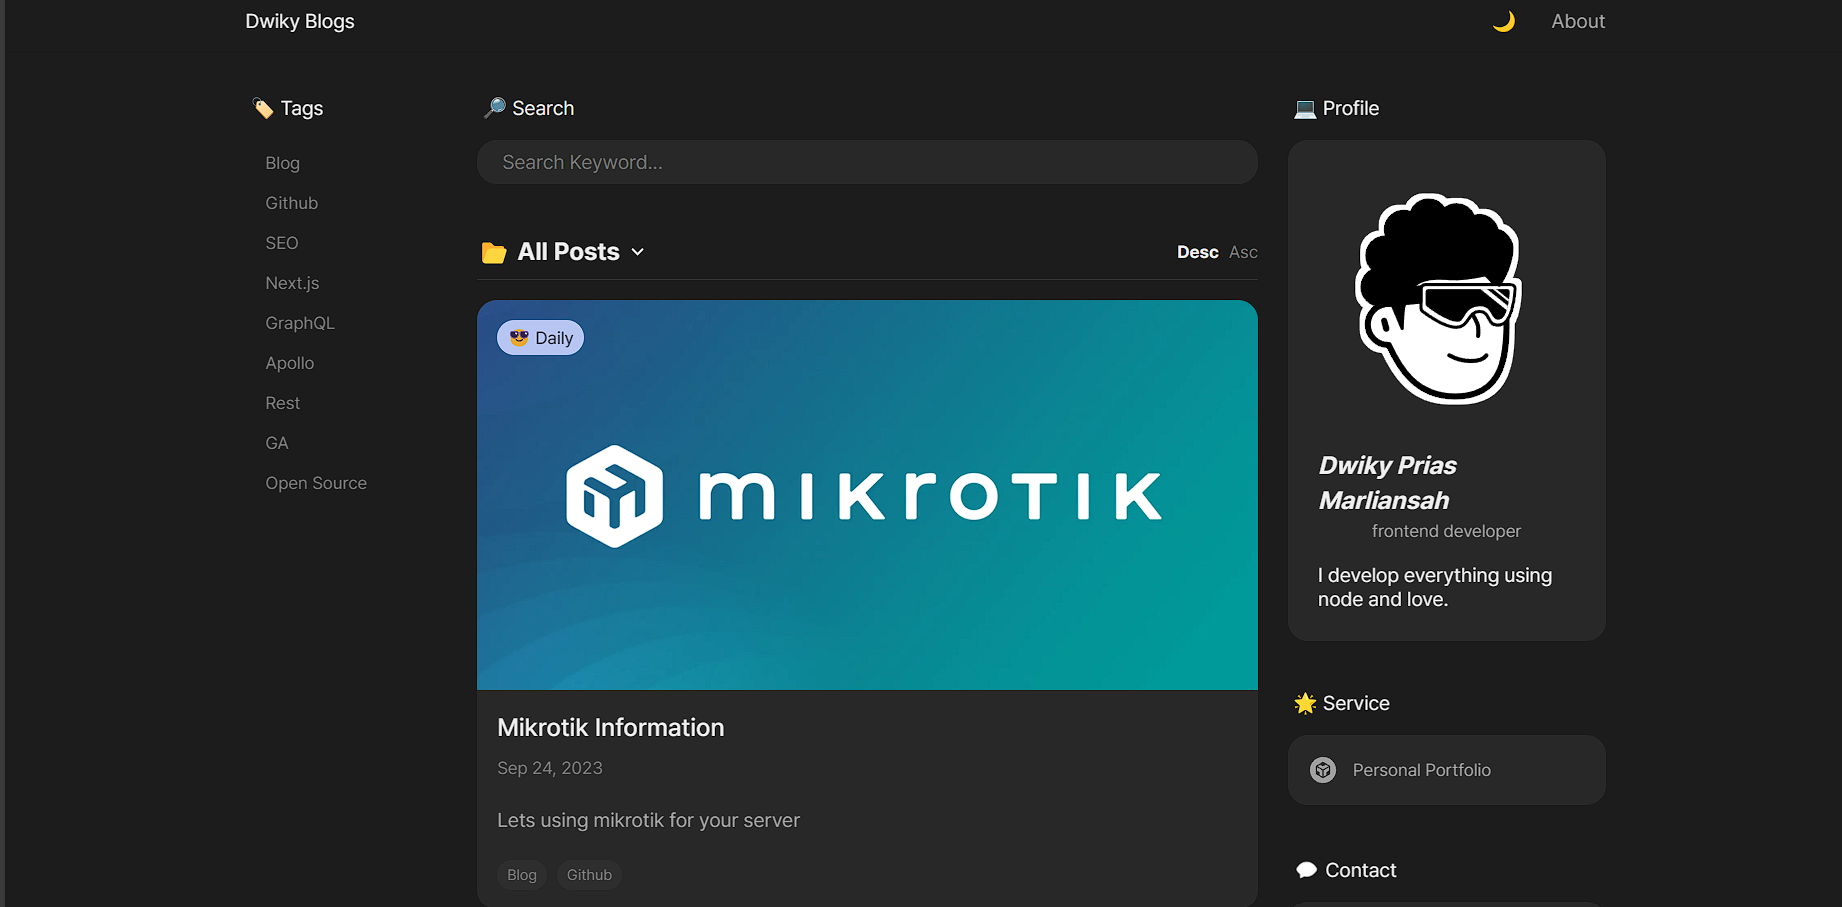 Dwiky Blogs
About
Tags
Blog
Github
SEO
Next.js
GraphQL
Apollo
Rest
GA
Open Source
Search
Search Keyword...
All Posts
Desc Asc
Daily
mikrotik
Mikrotik Information
Sep 24, 2023
Lets using mikrotik for your server
Blog Github
Profile
Dwiky Prias
Marliansah
frontend developer
I develop everything using
node and love.
Service
Personal Portfolio
Contact